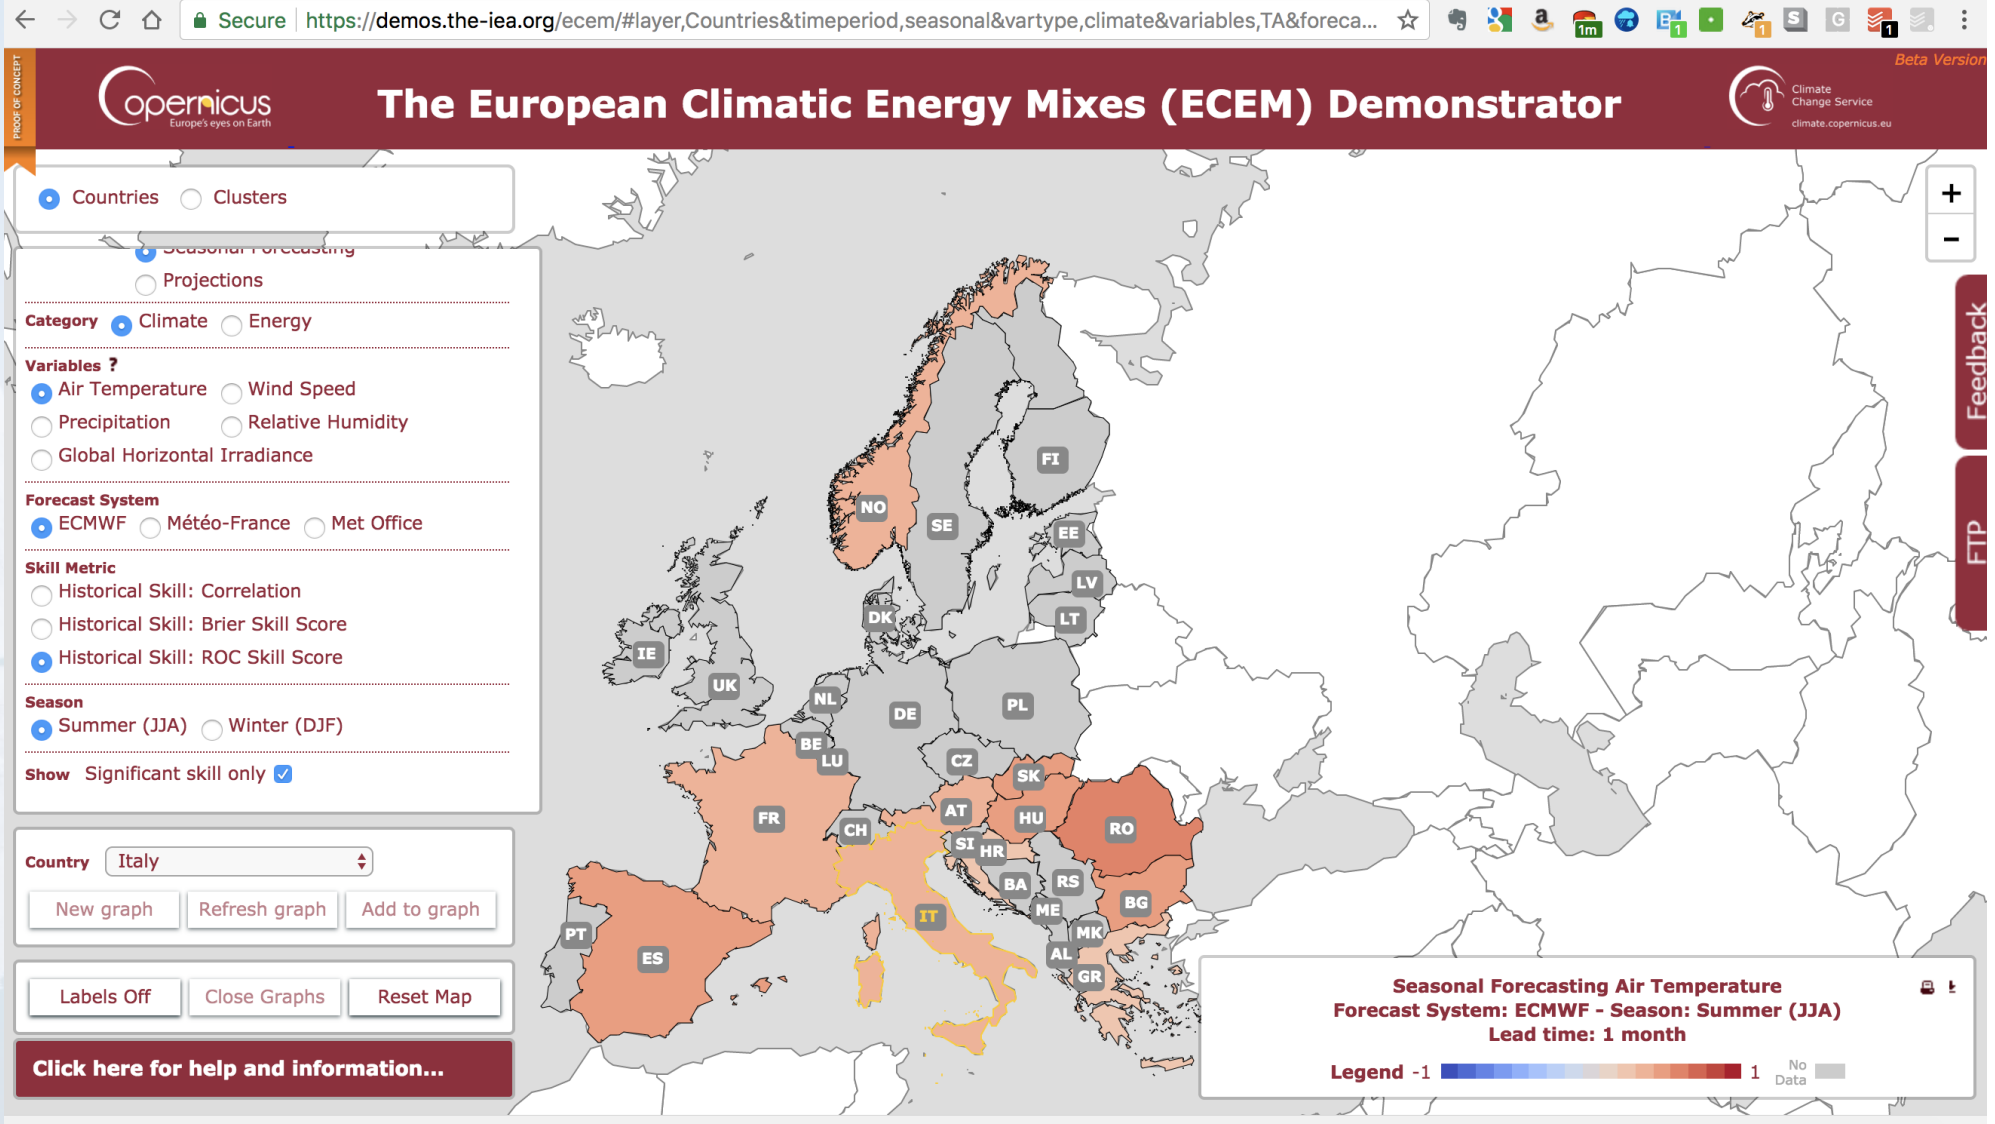 Secure https://demos.the-iea.org/ecem/#layer,Countries&timeperiod,seasonal&vartype,climate&variables,TA&foreca...
1m
1
1
1
S
G
Beta Version
PROOF OF CONCEPT
opernicus
Europe's eyes on Earth
The European Climatic Energy Mixes (ECEM) Demonstrator
Climate
Change Service
climate.copernicus.eu
Countries Clusters
Seasonal Forecasting
Projections
Category Climate Energy
Variables ?
Air Temperature Wind Speed
Precipitation Relative Humidity
Global Horizontal Irradiance
Forecast System
ECMWF Météo-France Met Office
Skill Metric
Historical Skill: Correlation
Historical Skill: Brier Skill Score
Historical Skill: ROC Skill Score
Season
Summer (JJA) Winter (DJF)
Show Significant skill only
Country Italy
New graph Refresh graph Add to graph
Labels Off Close Graphs Reset Map
Click here for help and information...
+
−
Feedback
FTP
FI
NO
SE
EE
LV
DK
LT
IE
UK
NL
DE
PL
BE
LU
CZ
SK
FR
CH
AT
HU
RO
SI
HR
BA
RS
BG
IT
ME
PT
MK
ES
AL
GR
Seasonal Forecasting Air Temperature
Forecast System: ECMWF - Season: Summer (JJA)
Lead time: 1 month
Legend -1 1 No
Data